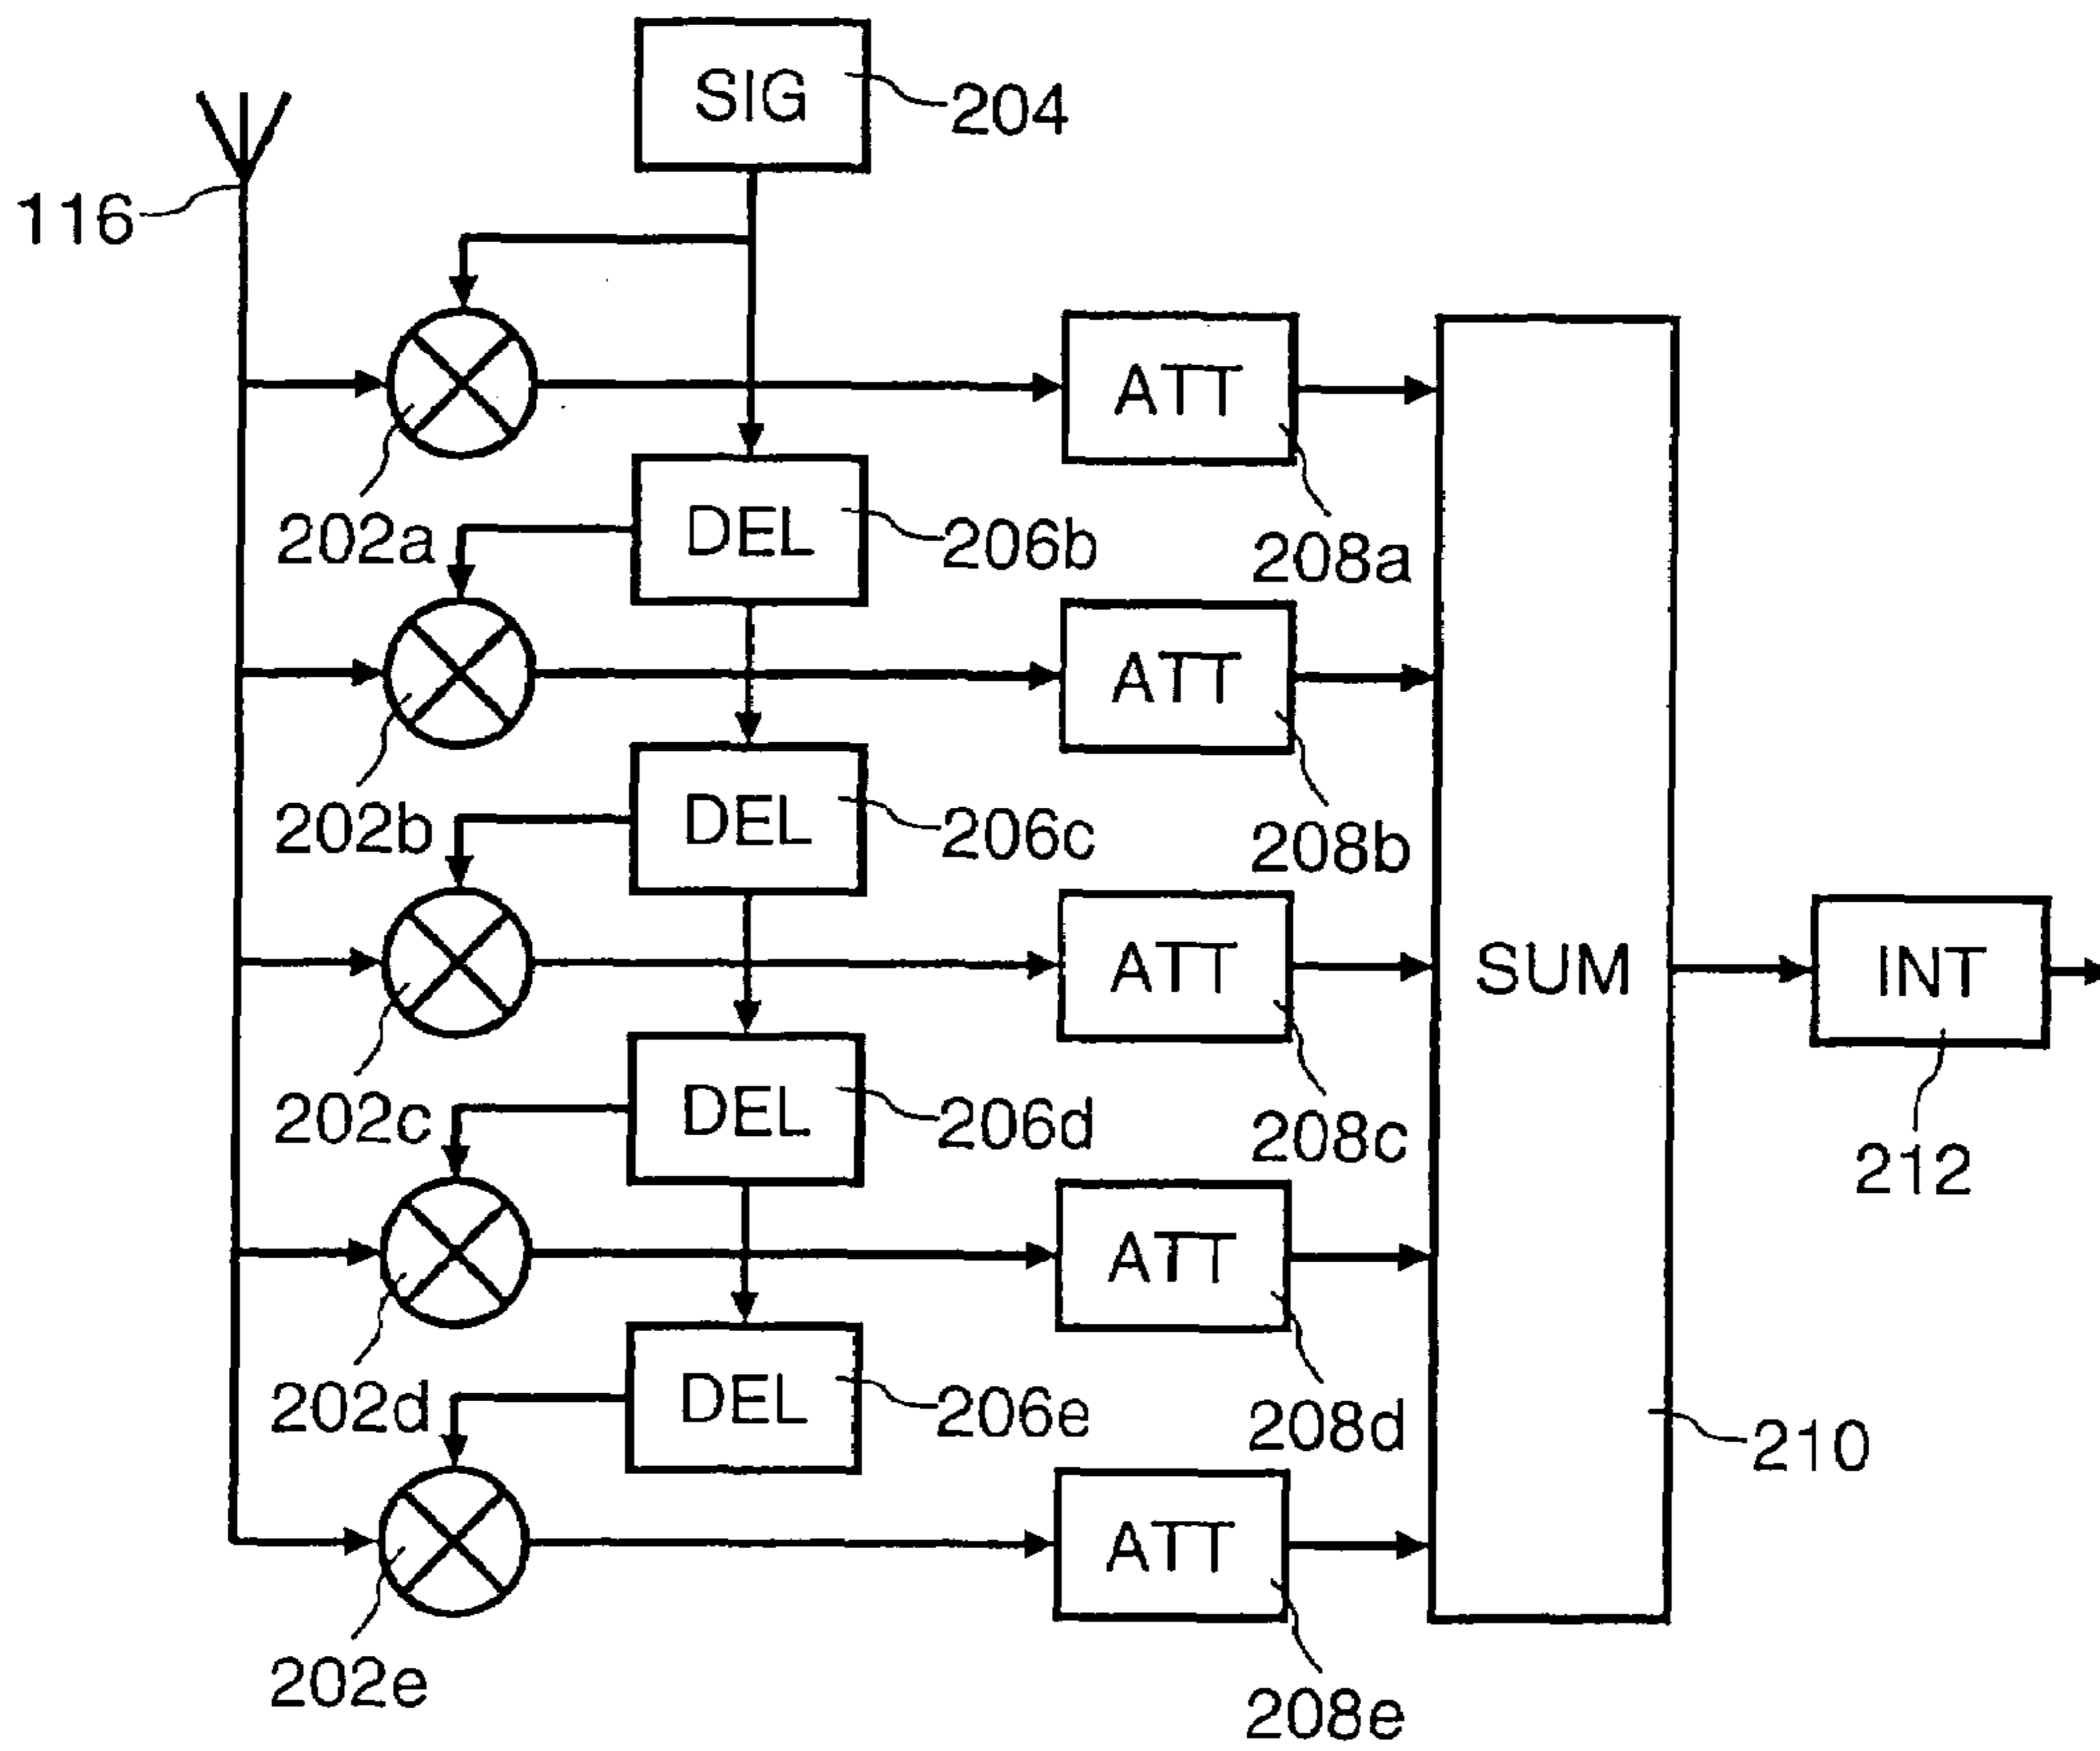 SIG
204
116
ATT
202a
DEL
206b
208a
ATT
202b
DEL
206c
208b
ATT
SUM
INT
202c
DEL
206d
208c
212
ATT
202d
DEL
206e
208d
210
ATT
202e
208e